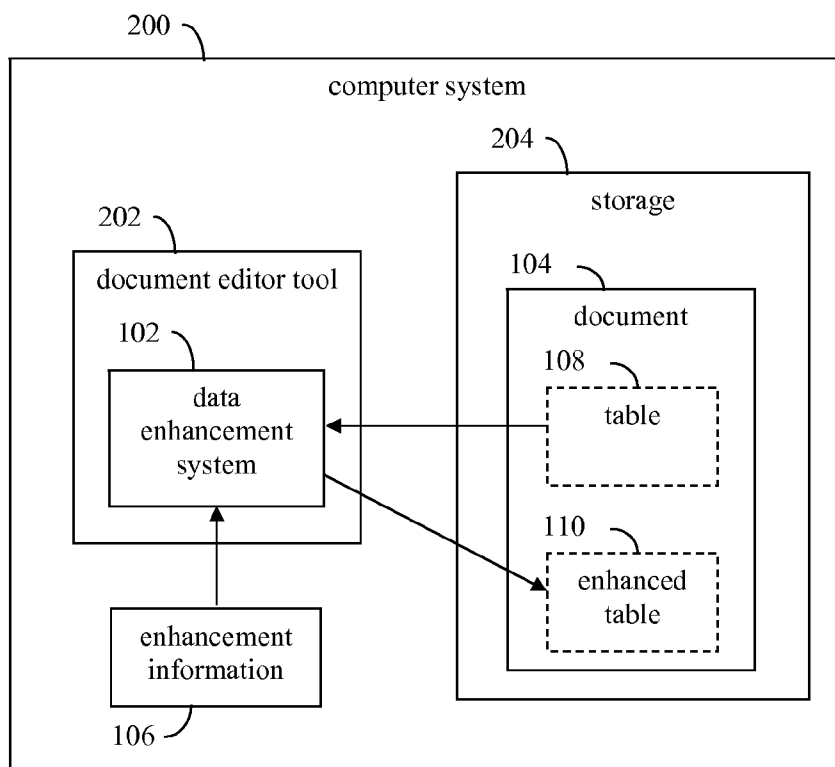 200
computer system
204
storage
202
document editor tool
104
document
102
data
enhancement
system
108
table
110
enhanced
table
enhancement
information
106